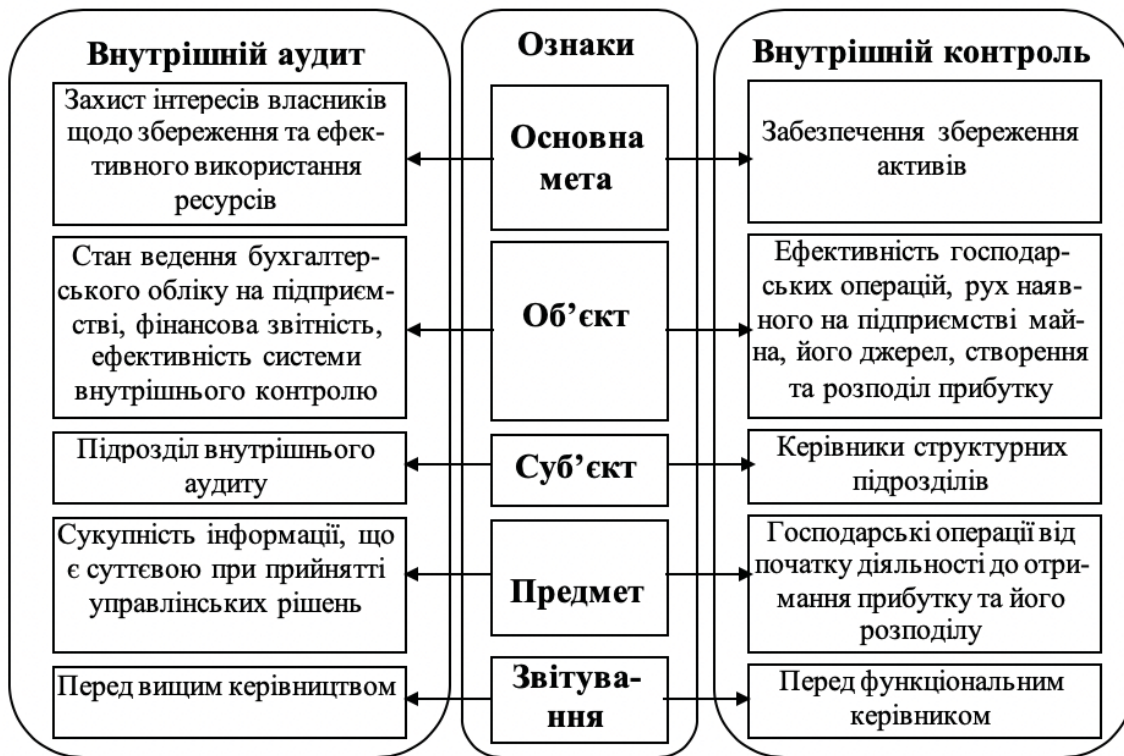 Внутрішній аудит
Захист інтересів власників
щодо збереження та ефек-
тивного використання
ресурсів
Стан ведення бухгалтер-
ського обліку на підприєм-
стві, фінансова звітність,
ефективність системи
внутрішнього контролю
Підрозділ внутрішнього
аудиту
Сукупність інформації, що
є суттєвою при прийнятті
управлінських рішень
Перед вищим керівництвом
Ознаки
Основна
мета
Об’єкт
Суб’єкт
Предмет
Звітува-
ння
Внутрішній контроль
Забезпечення збереження
активів
Ефективність господар-
ських операцій, рух наяв-
ного на підприємстві май-
на, його джерел, створення
та розподіл прибутку
Керівники структурних
підрозділів
Господарські операції від
початку діяльності до отри-
мання прибутку та його
розподілу
Перед функціональним
керівником